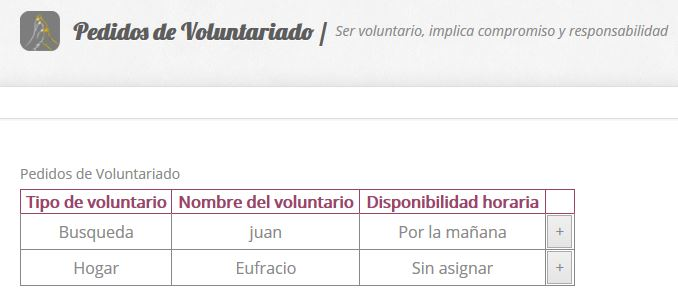 Pedidos de Voluntariado / Ser voluntario, implica compromiso y responsabilidad
Pedidos de Voluntariado
Tipo de voluntario Nombre del voluntario Disponibilidad horaria
Busqueda juan Por la mañana +
Hogar Eufracio Sin asignar +